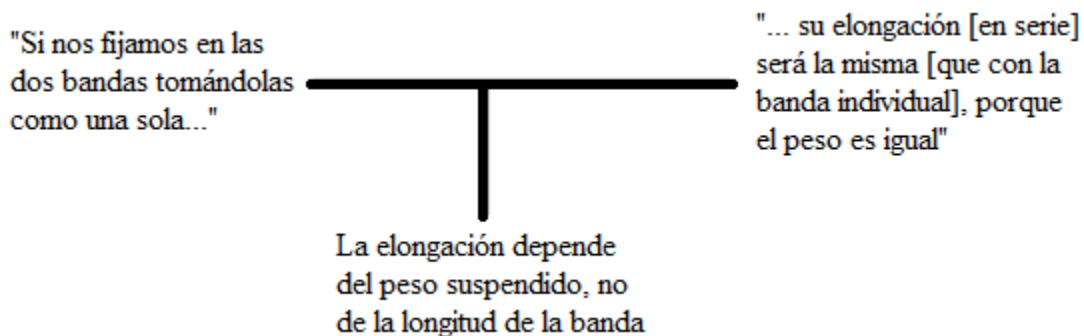 "Si nos fijamos en las
dos bandas tomándolas
como una sola..."
"... su elongación [en serie]
será la misma [que con la
banda individual], porque
el peso es igual"
La elongación depende
del peso suspendido, no
de la longitud de la banda